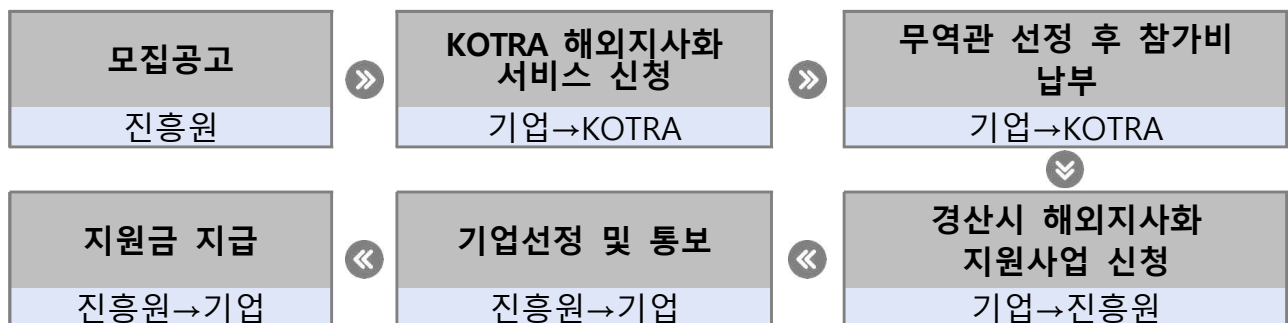 모집공고
진흥원
KOTRA 해외지사화
서비스 신청
기업→KOTRA
무역관 선정 후 참가비
납부
기업→KOTRA
경산시 해외지사화
지원사업 신청
기업→진흥원
기업선정 및 통보
진흥원→기업
지원금 지급
진흥원→기업